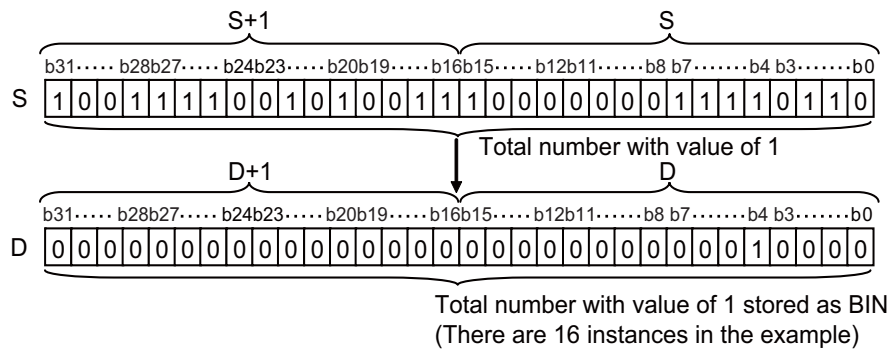 S+1 S
b31····· b28b27····· b24b23····· b20b19····· b16b15······ b12b11······ b8 b7······· b4 b3·······b0
S 1 0 0 1 1 1 1 0 0 1 0 1 0 0 1 1 1 0 0 0 0 0 0 0 1 1 1 1 0 1 1 0
Total number with value of 1
D+1 D
b31····· b28b27····· b24b23····· b20b19····· b16b15······ b12b11······ b8 b7······· b4 b3·······b0
D 0 0 0 0 0 0 0 0 0 0 0 0 0 0 0 0 0 0 0 0 0 0 0 0 0 0 0 1 0 0 0 0
Total number with value of 1 stored as BIN
(There are 16 instances in the example)